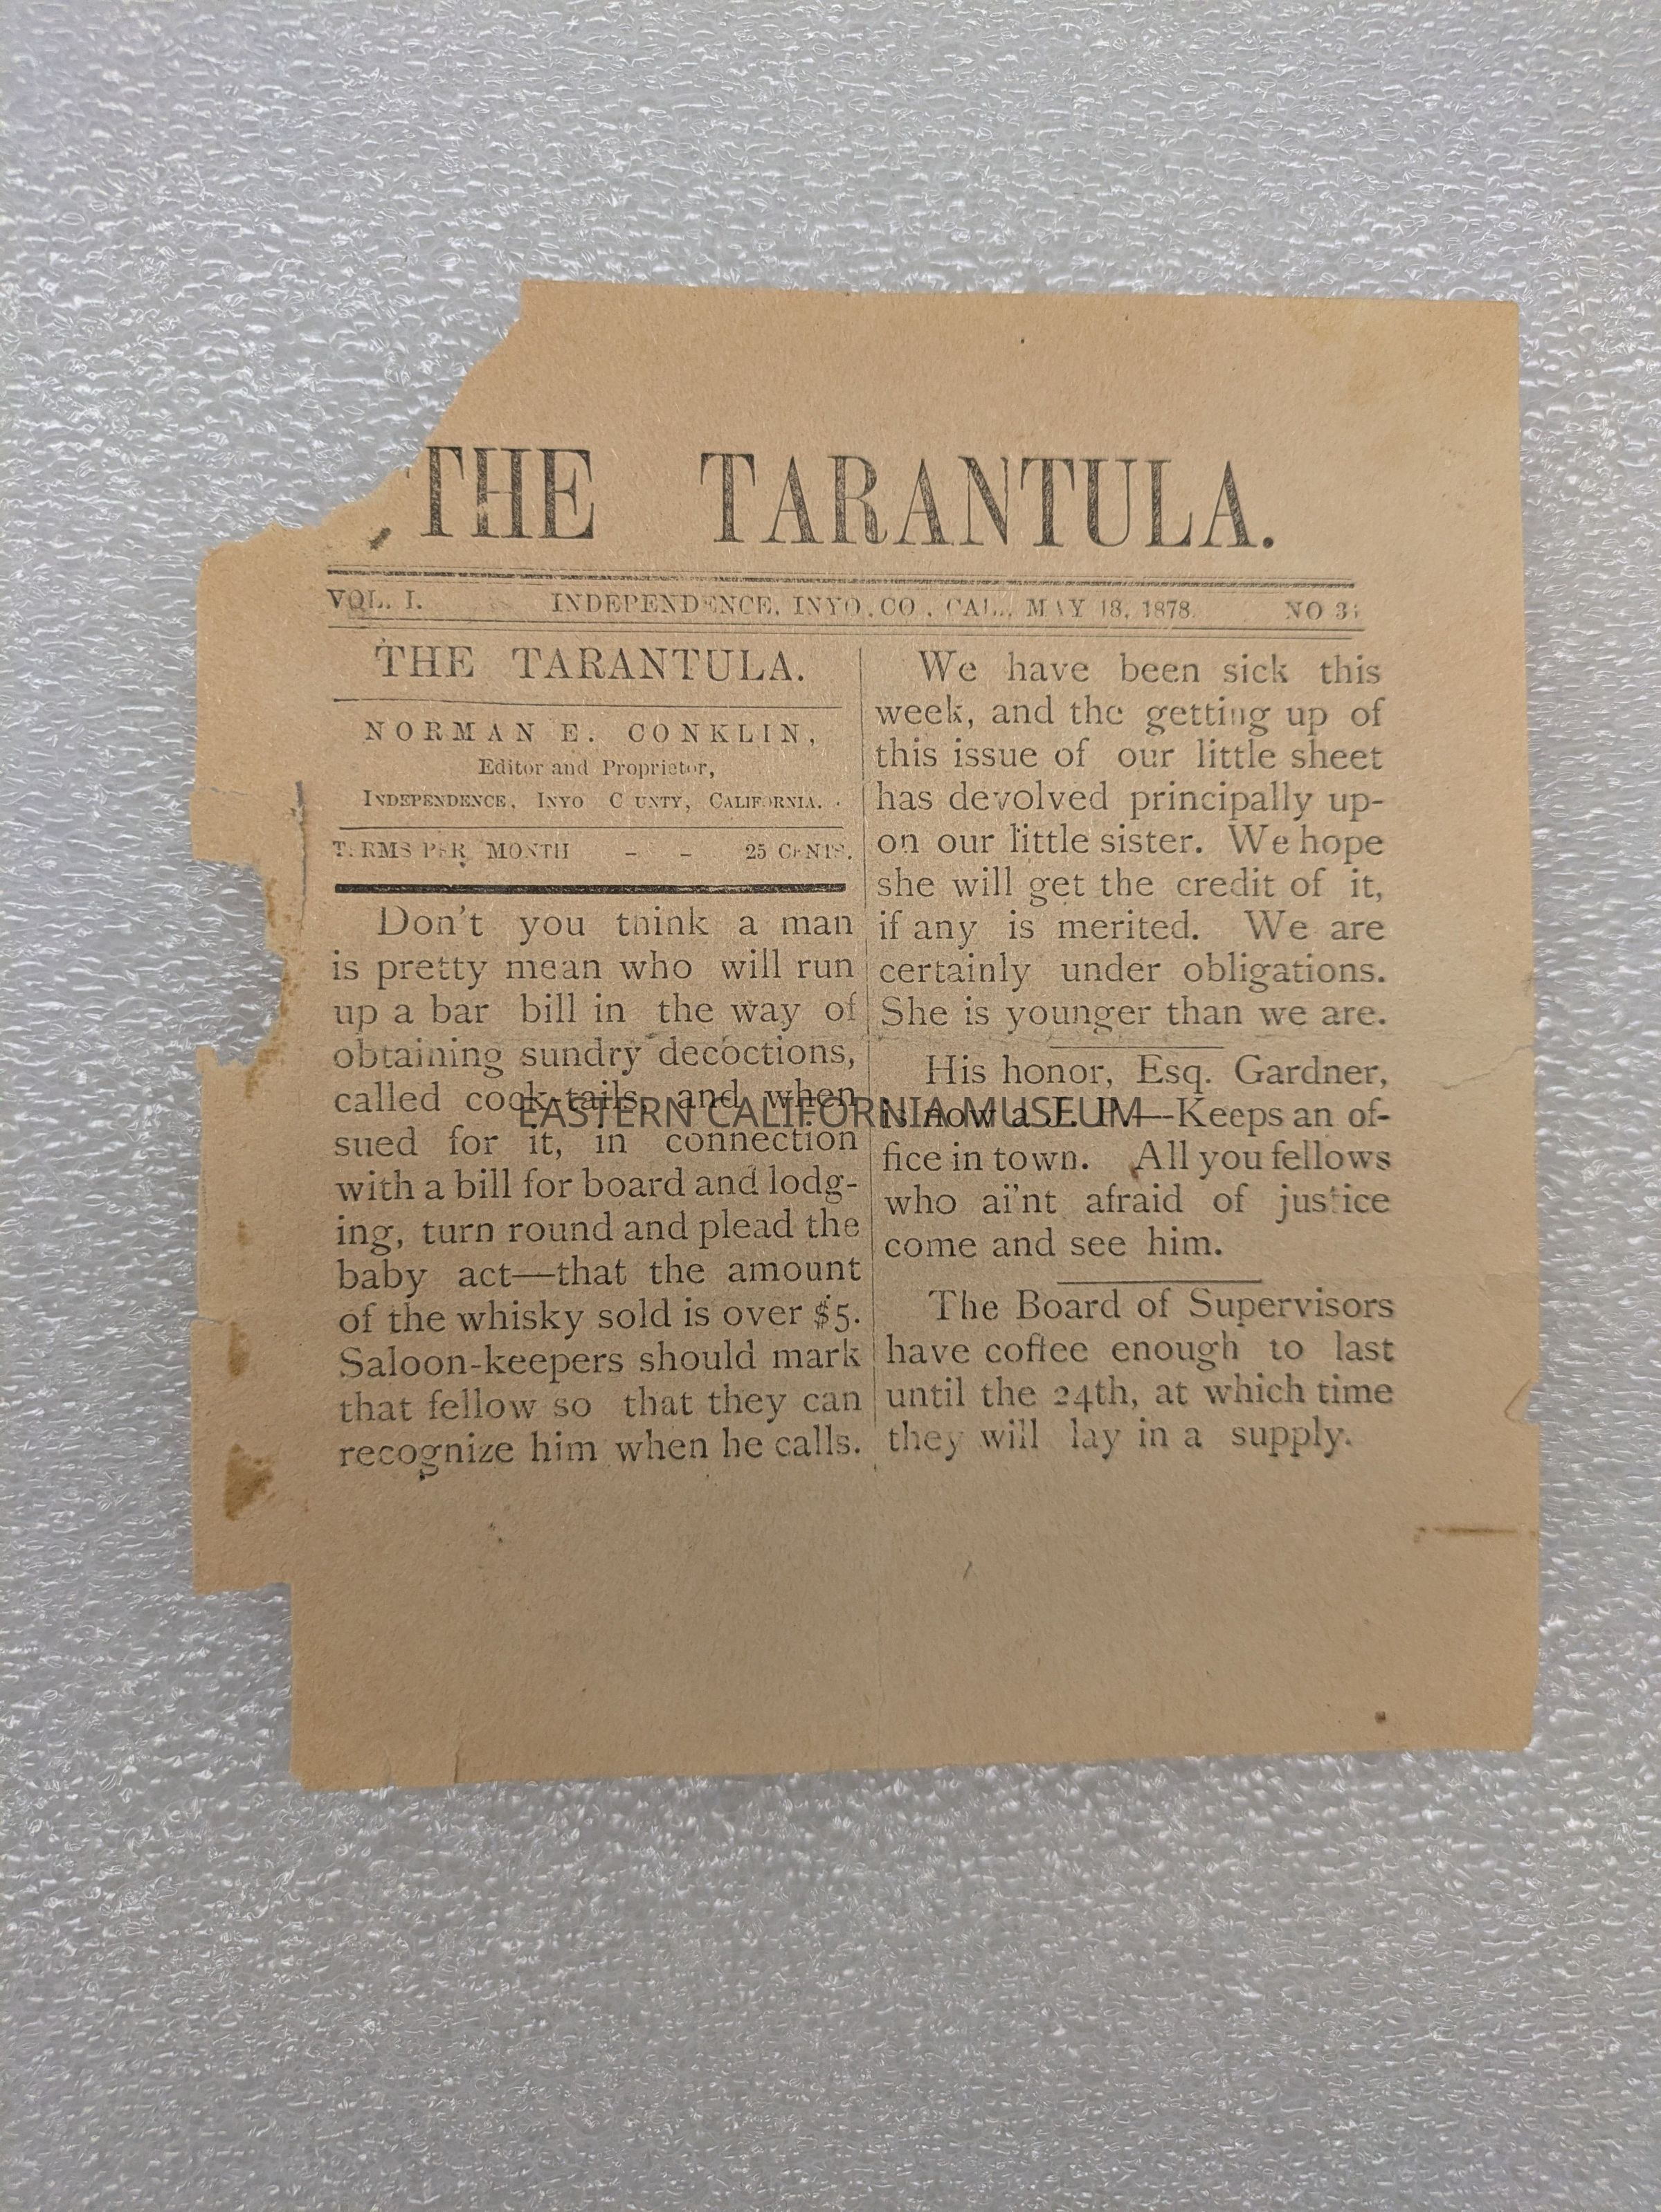 THE TARANTULA.
VOL. I. INDEPENDENCE, INYO. CO., CAL., MAY 18, 1878. NO
THE TARANTULA.
NORMAN E. CONKLIN,
Editor and Proprietor,
INDEPENDENCE, INYO C UNTY, CALIFORNIA.
T. RMS PER MONTH - - 25 CENTS.
Don't you think a man
is pretty mean who will run
up a bar bill in the way of
obtaining sundry decoctions,
called cock-tails, and when
sued for it, in connection
with a bill for board and lodg-
ing, turn round and plead the
baby act—that the amount
of the whisky sold is over $5.
Saloon-keepers should mark
that fellow so that they can
recognize him when he calls.
We have been sick this
week, and the getting up of
this issue of our little sheet
has devolved principally up-
on our little sister. We hope
she will get the credit of it,
if any is merited. We are
certainly under obligations.
She is younger than we are.
His honor, Esq. Gardner,
is now a J. P.—Keeps an of-
fice in town. All you fellows
who ai'nt afraid of justice
come and see him.
The Board of Supervisors
have coffee enough to last
until the 24th, at which time
they will lay in a supply.
EASTERN CALIFORNIA MUSEUM